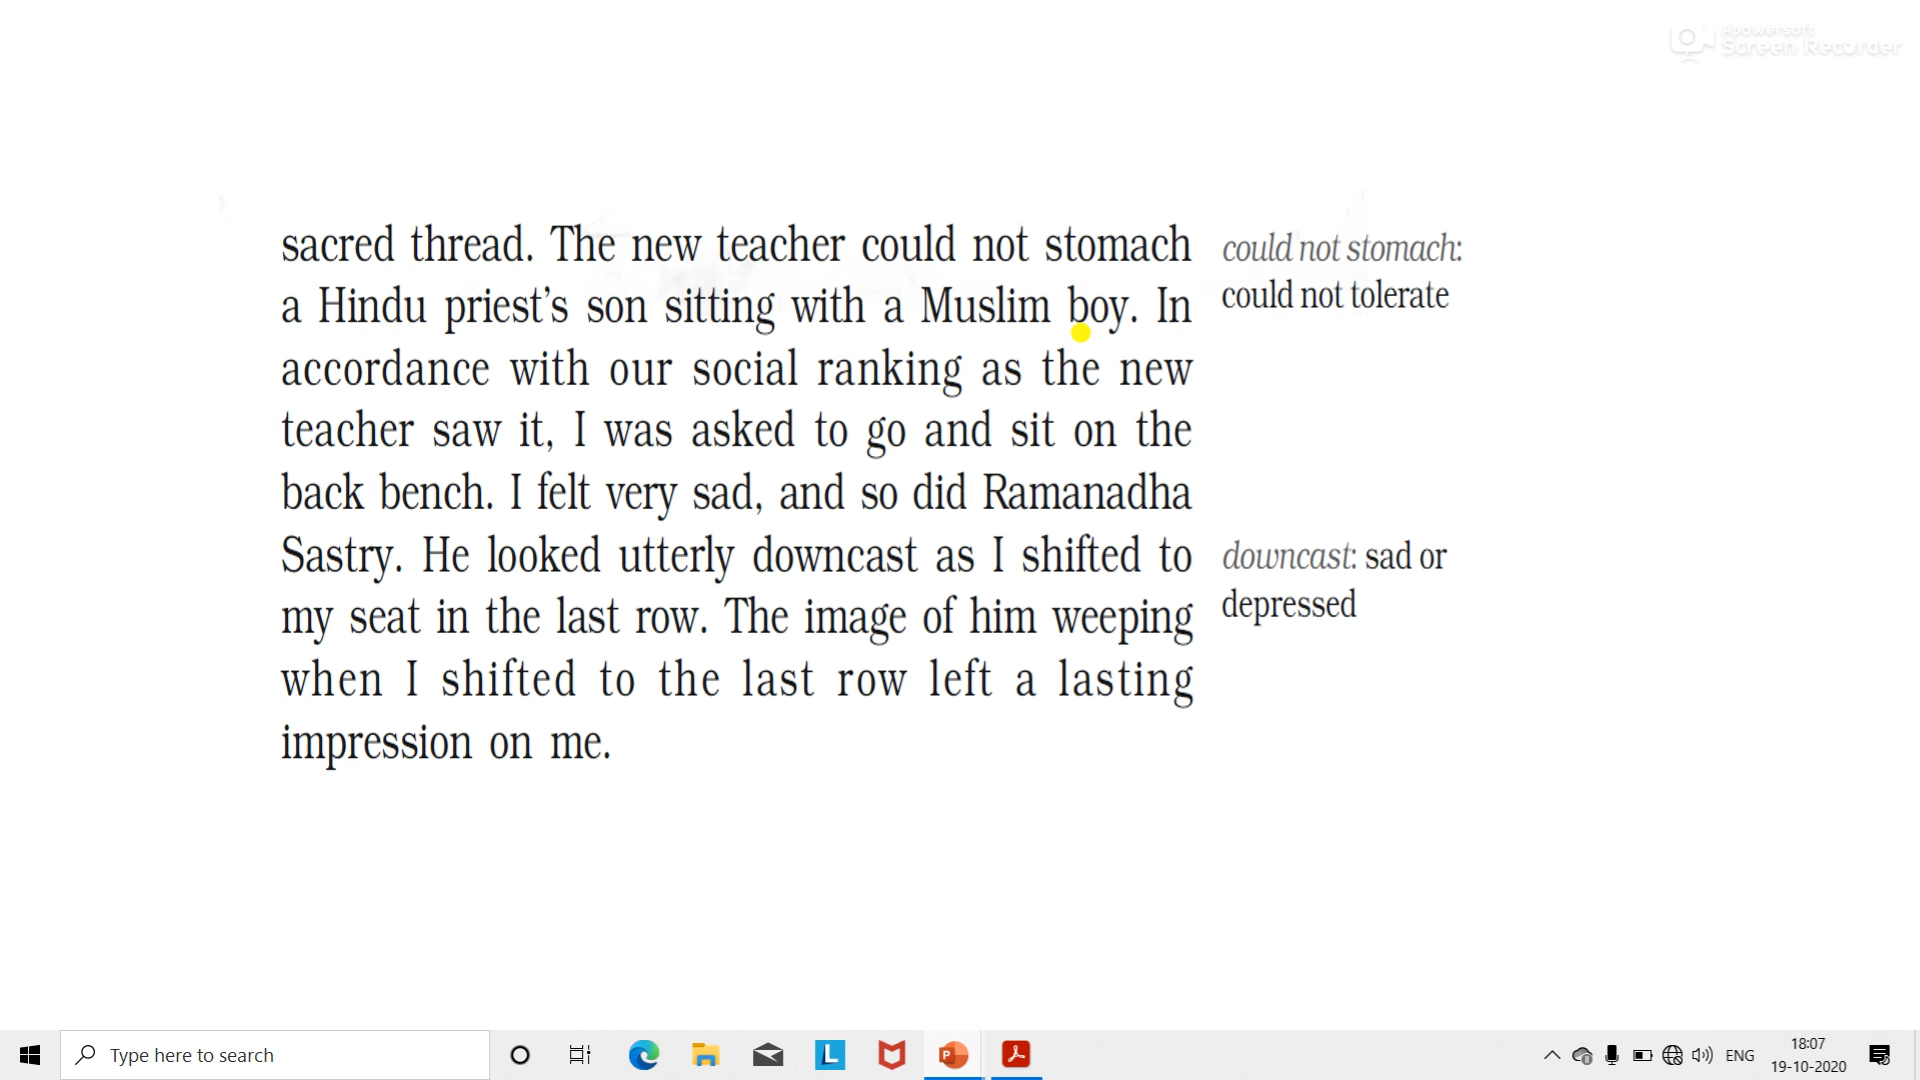 Apowersoft
Screen Recorder
sacred thread. The new teacher could not stomach
a Hindu priest's son sitting with a Muslim boy. In
accordance with our social ranking as the new
teacher saw it, I was asked to go and sit on the
back bench. I felt very sad, and so did Ramanadha
Sastry. He looked utterly downcast as I shifted to
my seat in the last row. The image of him weeping
when I shifted to the last row left a lasting
impression on me.
could not stomach:
could not tolerate
downcast: sad or
depressed
Type here to search
ENG
18:07
19-10-2020